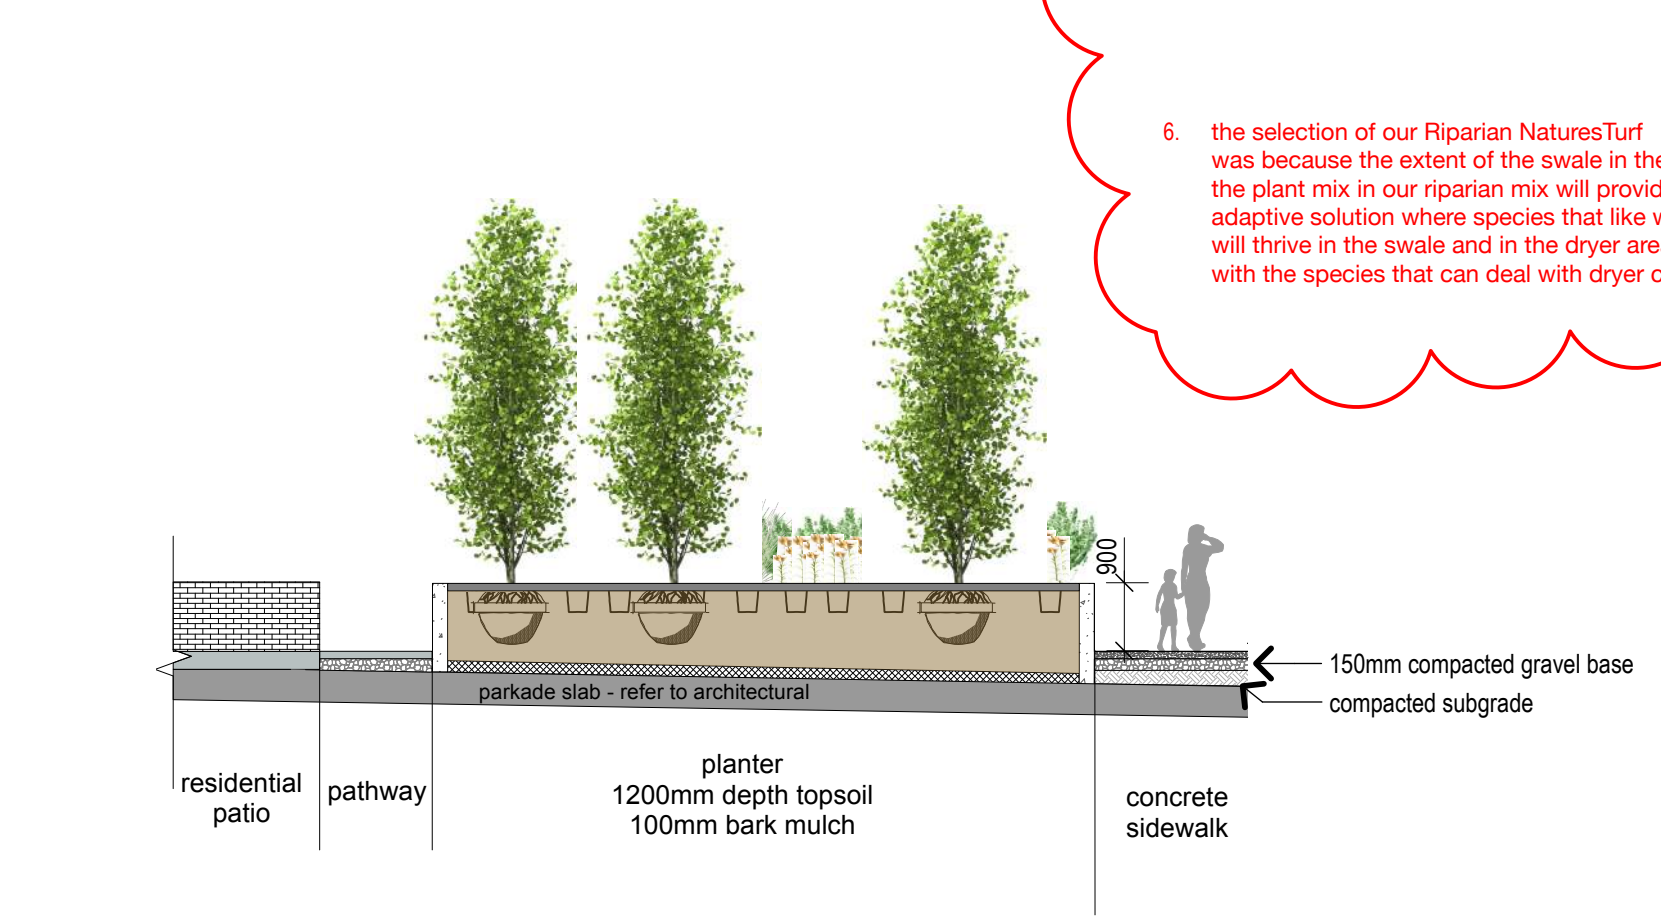 6. the selection of our Riparian NaturesTurf
was because the extent of the swale in the
the plant mix in our riparian mix will provid
adaptive solution where species that like w
will thrive in the swale and in the dryer are
with the species that can deal with dryer c
900
150mm compacted gravel base
parkade slab - refer to architectural
compacted subgrade
residential
patio
pathway
planter
1200mm depth topsoil
100mm bark mulch
concrete
sidewalk